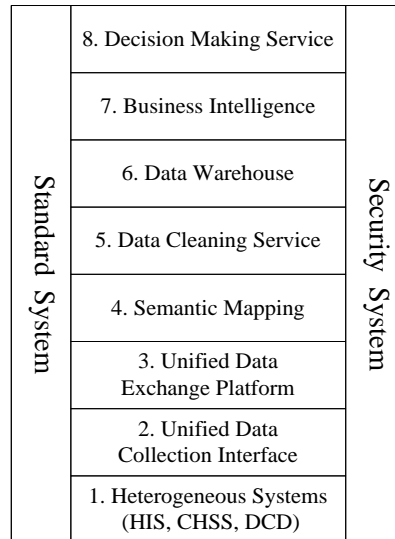 Standard System
8. Decision Making Service
7. Business Intelligence
6. Data Warehouse
5. Data Cleaning Service
4. Semantic Mapping
3. Unified Data
Exchange Platform
2. Unified Data
Collection Interface
1. Heterogeneous Systems
(HIS, CHSS, DCD)
Security System